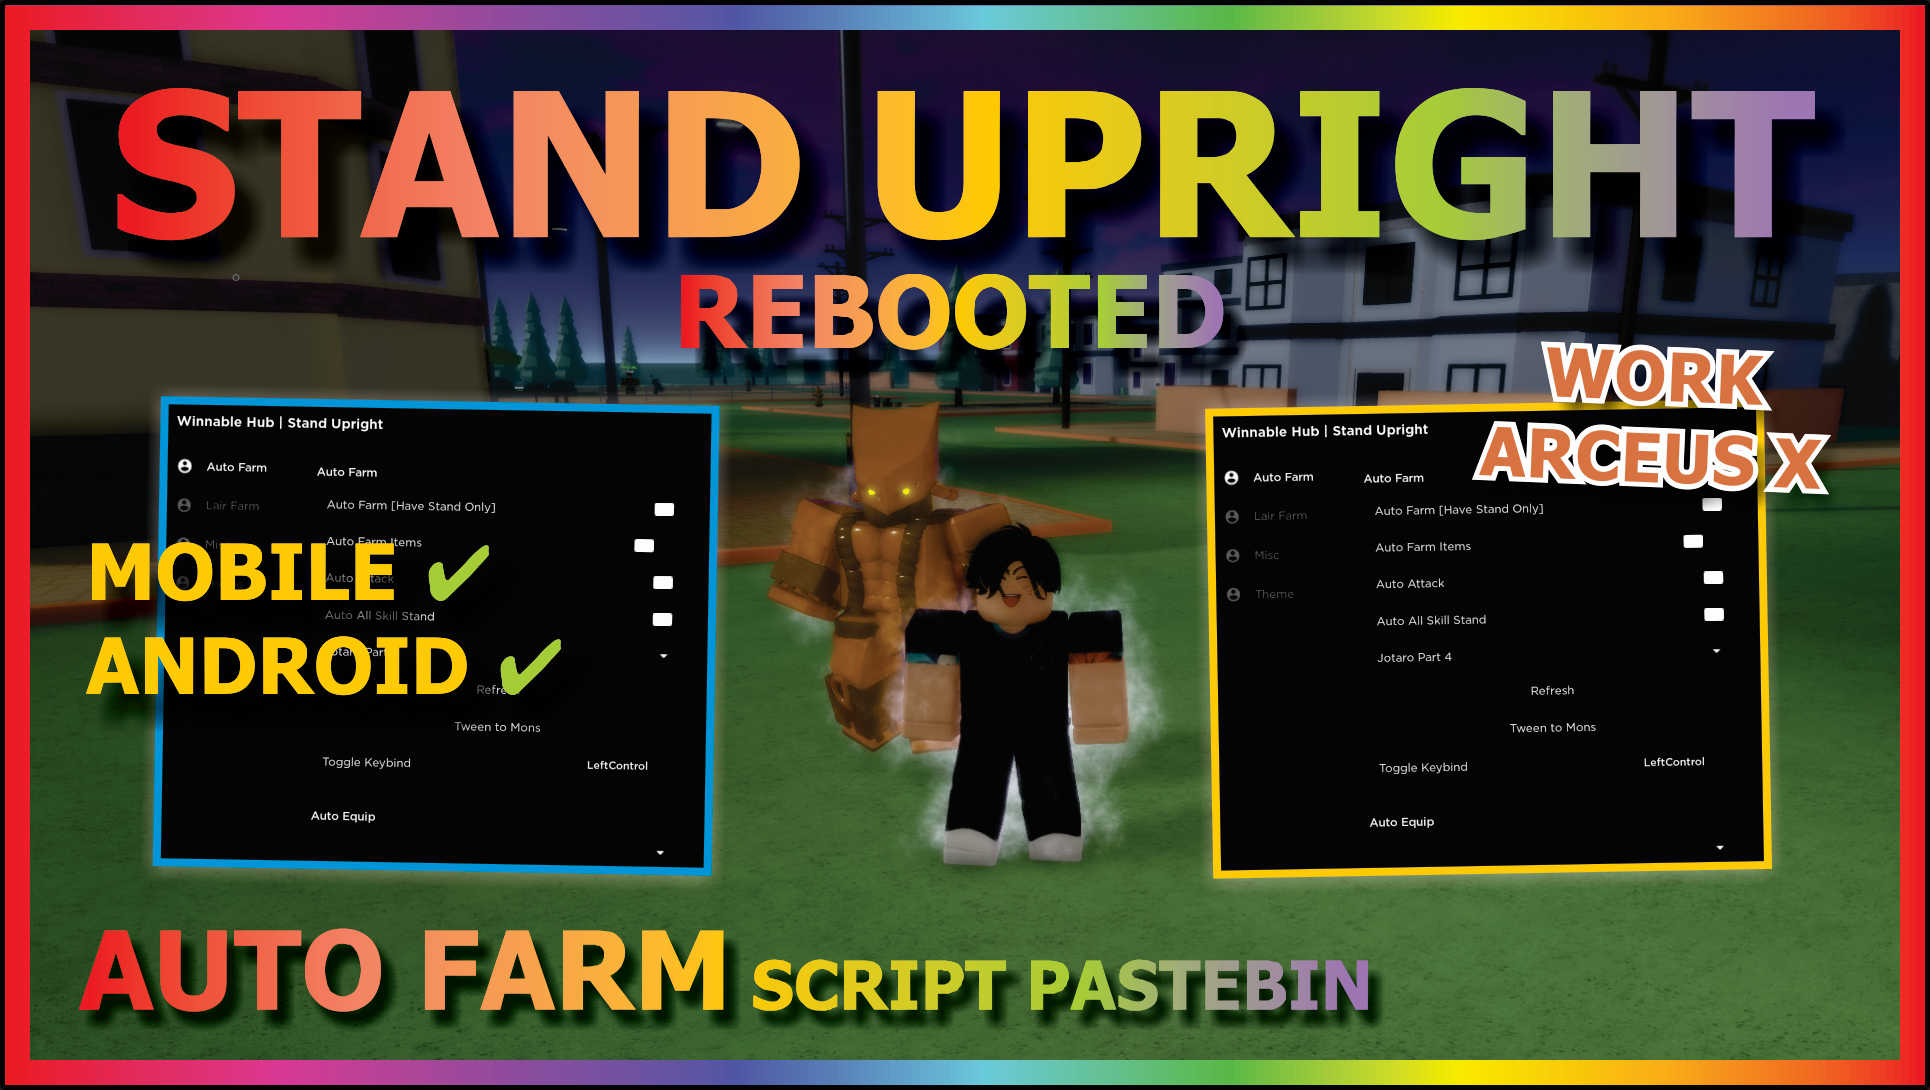 STAND UPRIGHT
REBOOTED
WORK
ARCEUS X
Winnable Hub | Stand Upright
Auto Farm
Auto Farm
Lair Farm
Auto Farm [Have Stand Only]
Auto Farm Items
Auto Attack
Auto All Skill Stand
Tween to Mons
Toggle Keybind
LeftControl
Auto Equip
MOBILE ✔
ANDROID ✔
Winnable Hub | Stand Upright
Auto Farm
Auto Farm
Lair Farm
Auto Farm [Have Stand Only]
Misc
Auto Farm Items
Theme
Auto Attack
Auto All Skill Stand
Jotaro Part 4
Refresh
Tween to Mons
Toggle Keybind
LeftControl
Auto Equip
AUTO FARM SCRIPT PASTEBIN